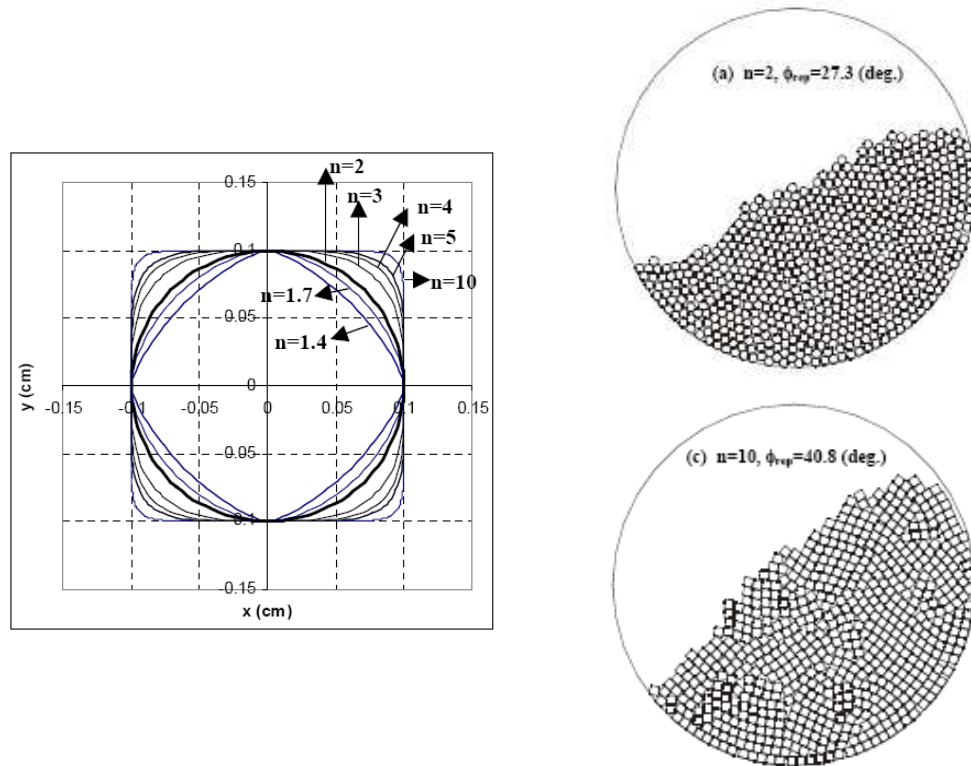 n=2
n=3
n=4
n=5
n=10
n=1.7
n=1.4
0.15
0.1
0.05
0
-0.05
-0.1
-0.15
-0.15
-0.1
-0.05
0
0.05
0.1
0.15
y (cm)
x (cm)
(a) n=2, ϕrep=27.3 (deg.)
(c) n=10, ϕrep=40.8 (deg.)